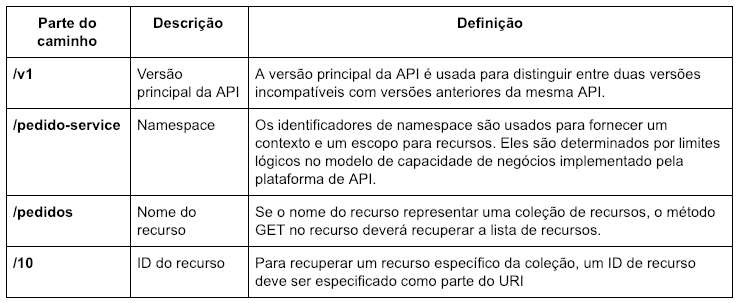 Parte do caminho
Descrição
Definição
/v1
Versão principal da API
A versão principal da API é usada para distinguir entre duas versões
incompatíveis com versões anteriores da mesma API.
/pedido-service
Namespace
Os identificadores de namespace são usados para fornecer um
contexto e um escopo para recursos. Eles são determinados por limites
lógicos no modelo de capacidade de negócios implementado pela
plataforma de API.
/pedidos
Nome do
recurso
Se o nome do recurso representar uma coleção de recursos, o método
GET no recurso deverá recuperar a lista de recursos.
/10
ID do recurso
Para recuperar um recurso específico da coleção, um ID de recurso
deve ser especificado como parte do URI